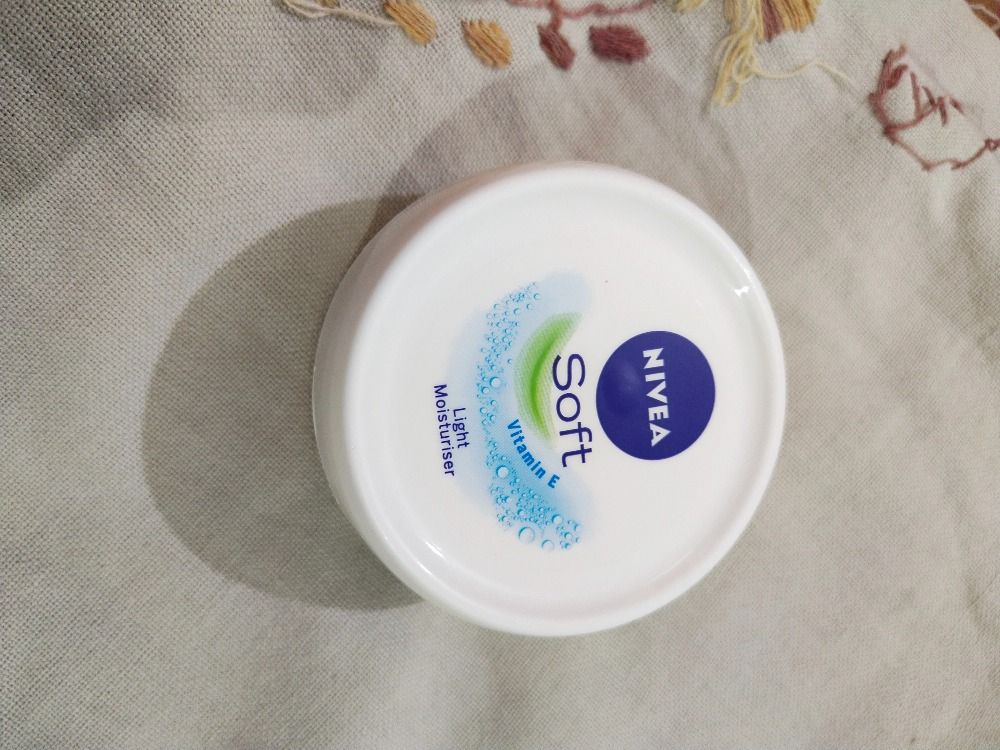 NIVEA
Soft
Vitamin E
Light
Moisturiser